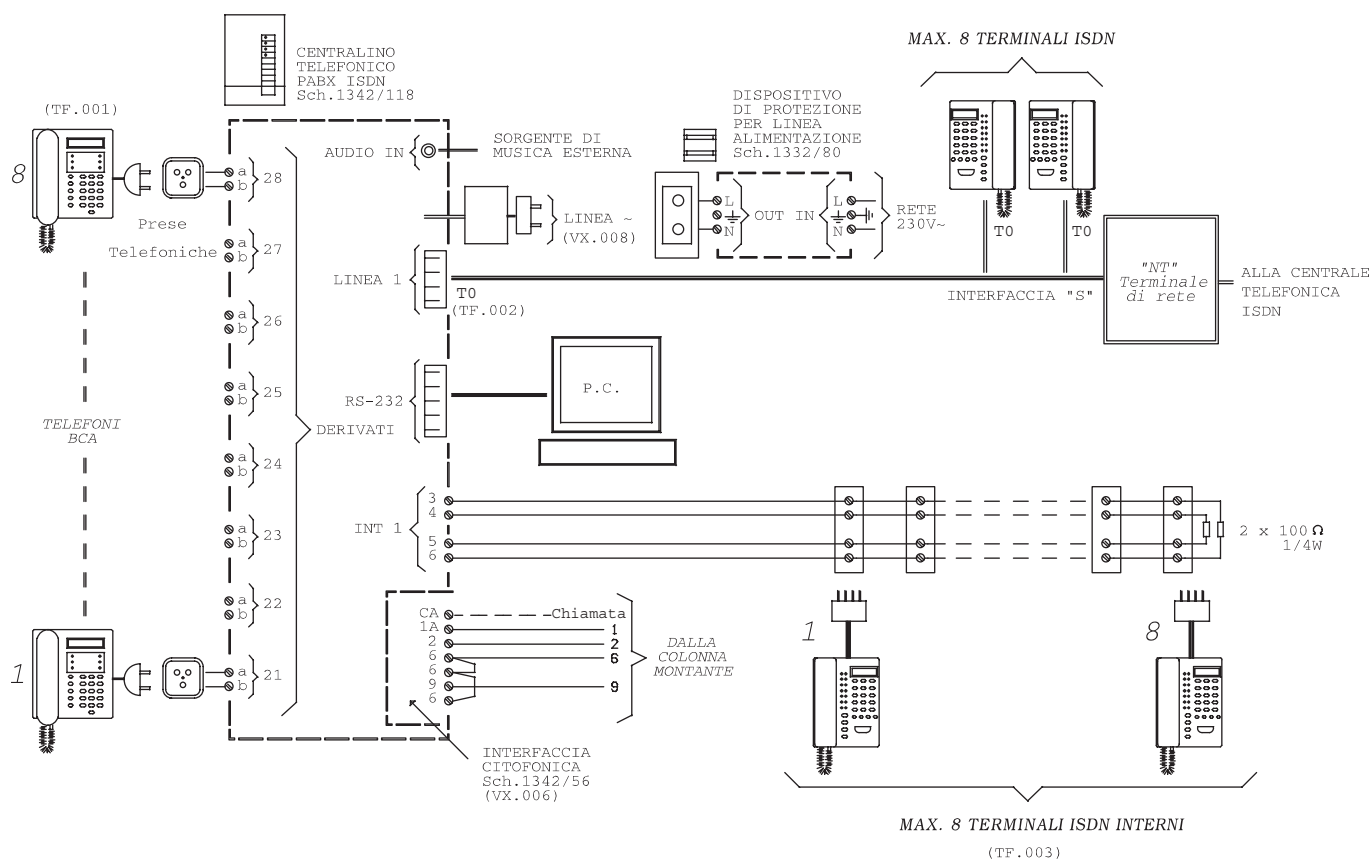 MAX. 8 TERMINALI ISDN
CENTRALINO
TELEFONICO
PABX ISDN
Sch.1342/118
(TF.001)
8
Prese
Telefoniche
a
b
28
a
b
27
a
b
26
a
b
25
a
b
24
a
b
23
a
b
22
a
b
21
TELEFONI
BCA
1
DERIVATI
AUDIO IN
SORGENTE DI
MUSICA ESTERNA
LINEA ~
(VX.008)
DISPOSITIVO
DI PROTEZIONE
PER LINEA
ALIMENTAZIONE
Sch.1332/80
L
N
OUT IN
L
N
RETE
230V~
T0
T0
LINEA 1
T0
(TF.002)
INTERFACCIA "S"
"NT"
Terminale
di rete
ALLA CENTRALE
TELEFONICA
ISDN
RS-232
P.C.
INT 1
3
4
5
6
2 x 100 Ω
1/4W
CA
1A
2
6
6
9
6
Chiamata
1
2
6
9
DALLA
COLONNA
MONTANTE
INTERFACCIA
CITOFONICA
Sch.1342/56
(VX.006)
1
8
MAX. 8 TERMINALI ISDN INTERNI
(TF.003)